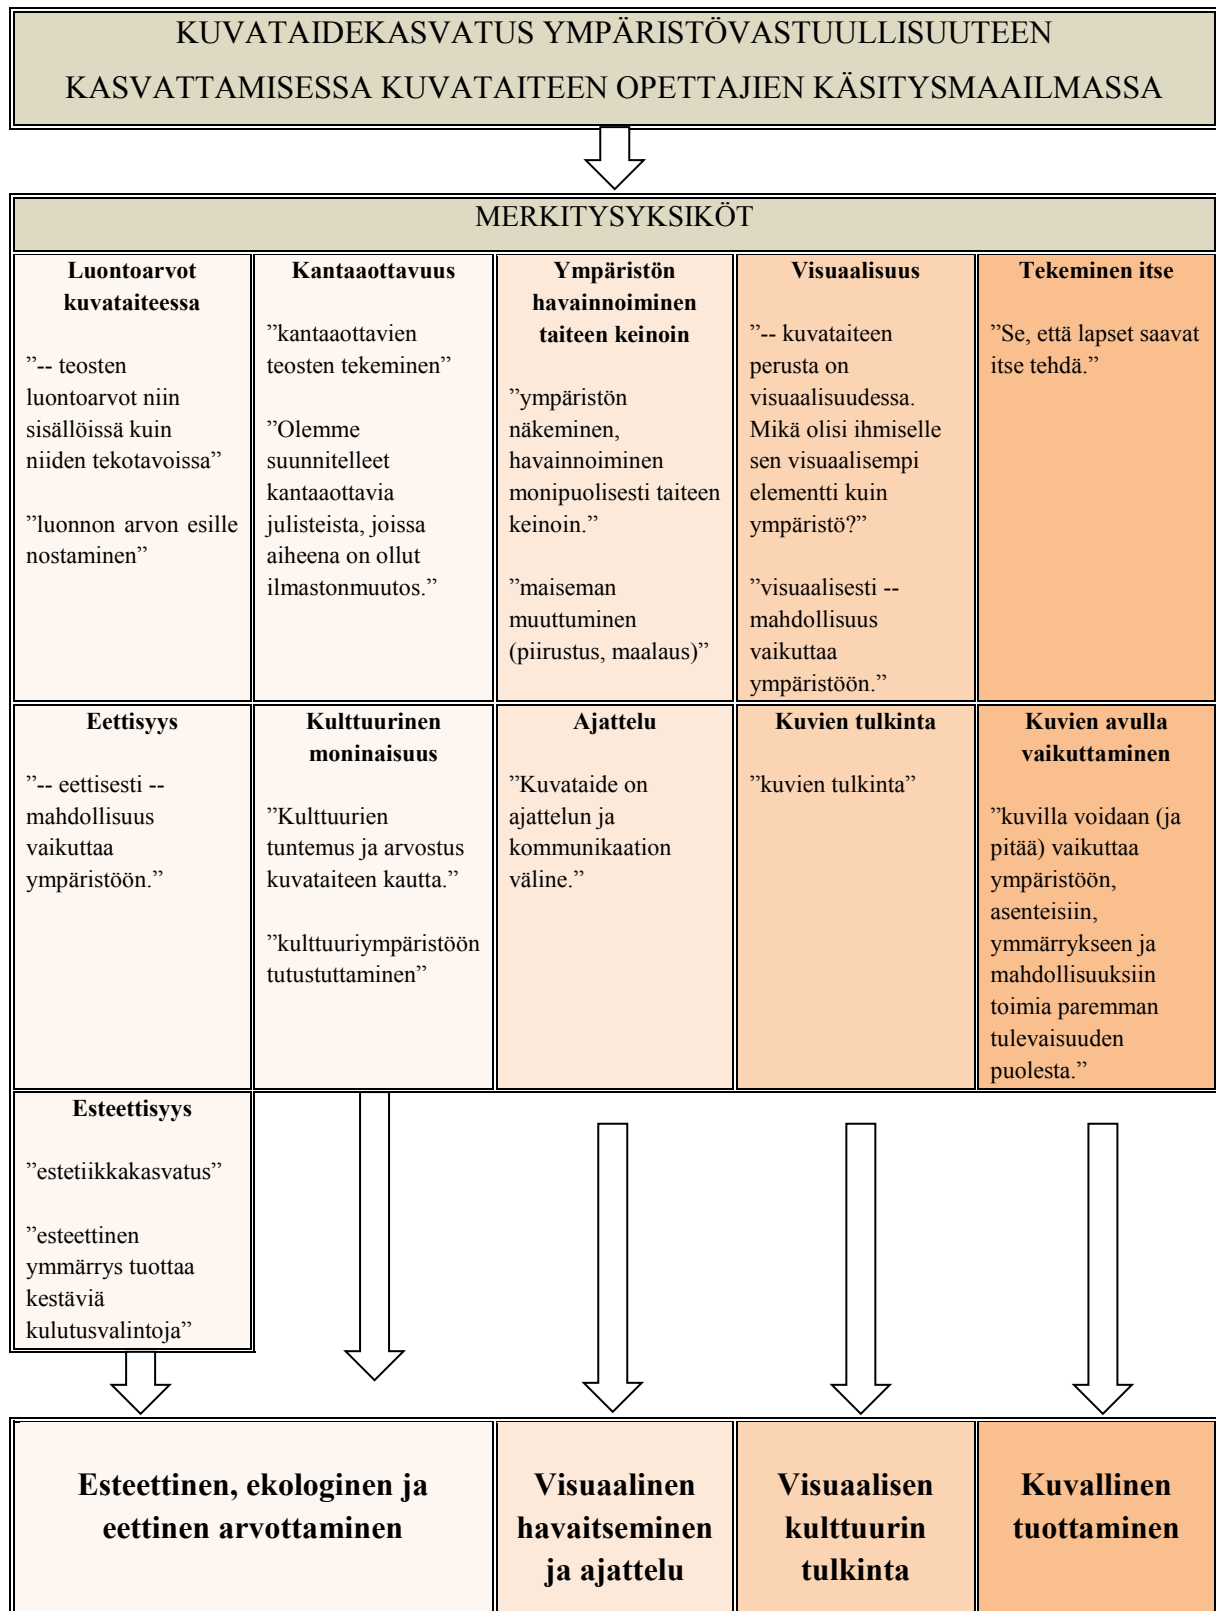 KUVATAIDEKASVATUS YMPÄRISTÖVASTUULLISUUTEEN
KASVATTAMISESSA KUVATAITEEN OPETTAJIEN KÄSITYSMAAILMASSA
MERKITYSYKSIKÖT
Luontoarvot
kuvataiteessa
”-- teosten
luontoarvot niin
sisällöissä kuin
niiden tekotavoissa”
”luonnon arvon esille
nostaminen”
Kantaaottavuus
”kantaaottavien
teosten tekeminen”
”Olemme
suunnitelleet
kantaaottavia
julisteista, joissa
aiheena on ollut
ilmastonmuutos.”
Ympäristön
havainnoiminen
taiteen keinoin
”ympäristön
näkeminen,
havainnoiminen
monipuolisesti taiteen
keinoin.”
”maiseman
muuttuminen
(piirustus, maalaus)”
Visuaalisuus
”-- kuvataiteen
perusta on
visuaalisuudessa.
Mikä olisi ihmiselle
sen visuaalisempi
elementti kuin
ympäristö?”
”visuaalisesti --
mahdollisuus
vaikuttaa
ympäristöön.”
Tekeminen itse
”Se, että lapset saavat
itse tehdä.”
Eettisyys
”-- eettisesti --
mahdollisuus
vaikuttaa
ympäristöön.”
Kulttuurinen
moninaisuus
”Kulttuurien
tuntemus ja arvostus
kuvataiteen kautta.”
”kulttuuriympäristöön
tutustuttaminen”
Ajattelu
”Kuvataide on
ajattelun ja
kommunikaation
väline.”
Kuvien tulkinta
”kuvien tulkinta”
Kuvien avulla
vaikuttaminen
”kuvilla voidaan (ja
pitää) vaikuttaa
ympäristöön,
asenteisiin,
ymmärrykseen ja
mahdollisuuksiin
toimia paremman
tulevaisuuden
puolesta.”
Esteettisyys
”estetiikkakasvatus”
”esteettinen
ymmärrys tuottaa
kestäviä
kulutusvalintoja”
Esteettinen, ekologinen ja
eettinen arvottaminen
Visuaalinen
havaitseminen
ja ajattelu
Visuaalisen
kulttuurin
tulkinta
Kuvallinen
tuottaminen